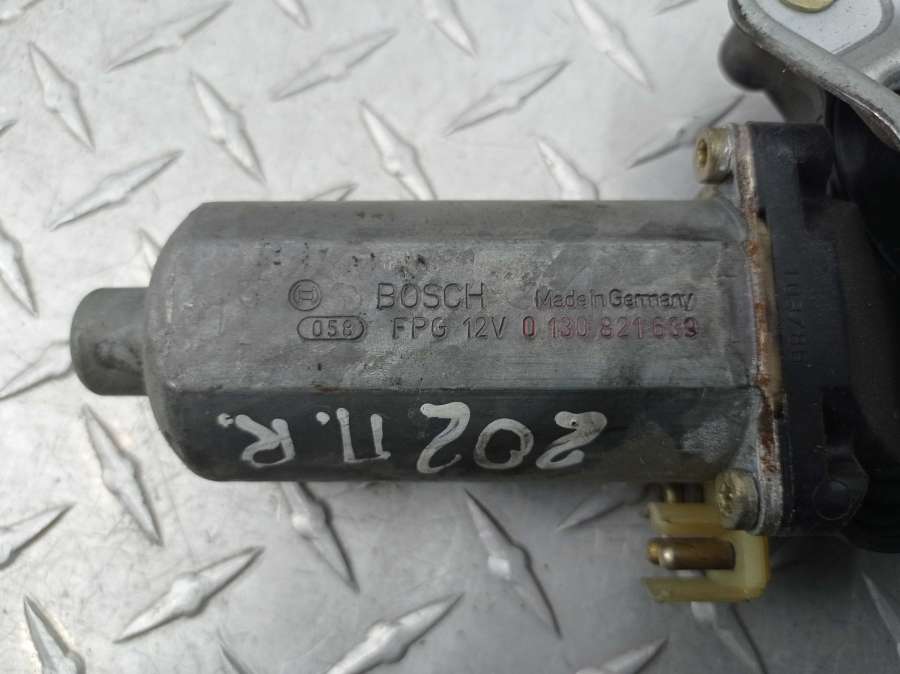 BOSCH Made in Germany
058 FPG 12V 0 130 821 639
202 П.R.